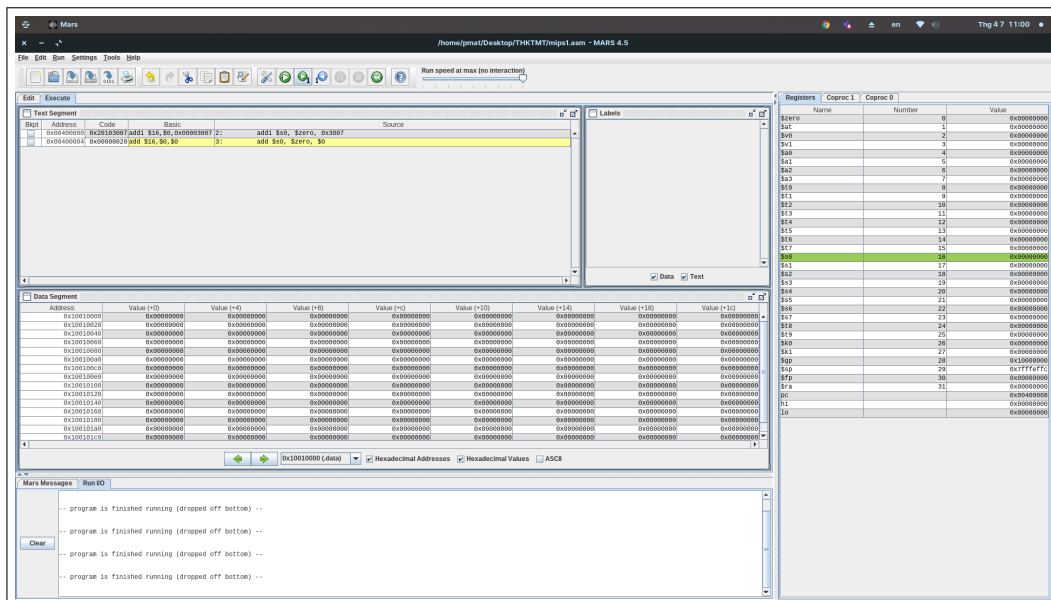 Mars
en
Thg 4 7 11:00
/home/pmat/Desktop/THKTMT/mips1.asm - MARS 4.5
File Edit Run Settings Tools Help
Run speed at max (no interaction)
Edit Execute
Text Segment
Bkpt Address Code Basic Source
0x00400000 0x20103007 addi $16,$0,0x00003007 2: addi $s0, $zero, 0x3007
0x00400004 0x00008020 add $16,$0,$0 3: add $s0, $zero, $0
Labels
Data Text
Data Segment
Address Value (+0) Value (+4) Value (+8) Value (+c) Value (+10) Value (+14) Value (+18) Value (+1c)
0x10010000 0x00000000 0x00000000 0x00000000 0x00000000 0x00000000 0x00000000 0x00000000 0x00000000
0x10010020 0x00000000 0x00000000 0x00000000 0x00000000 0x00000000 0x00000000 0x00000000 0x00000000
0x10010040 0x00000000 0x00000000 0x00000000 0x00000000 0x00000000 0x00000000 0x00000000 0x00000000
0x10010060 0x00000000 0x00000000 0x00000000 0x00000000 0x00000000 0x00000000 0x00000000 0x00000000
0x10010080 0x00000000 0x00000000 0x00000000 0x00000000 0x00000000 0x00000000 0x00000000 0x00000000
0x100100a0 0x00000000 0x00000000 0x00000000 0x00000000 0x00000000 0x00000000 0x00000000 0x00000000
0x100100c0 0x00000000 0x00000000 0x00000000 0x00000000 0x00000000 0x00000000 0x00000000 0x00000000
0x100100e0 0x00000000 0x00000000 0x00000000 0x00000000 0x00000000 0x00000000 0x00000000 0x00000000
0x10010100 0x00000000 0x00000000 0x00000000 0x00000000 0x00000000 0x00000000 0x00000000 0x00000000
0x10010120 0x00000000 0x00000000 0x00000000 0x00000000 0x00000000 0x00000000 0x00000000 0x00000000
0x10010140 0x00000000 0x00000000 0x00000000 0x00000000 0x00000000 0x00000000 0x00000000 0x00000000
0x10010160 0x00000000 0x00000000 0x00000000 0x00000000 0x00000000 0x00000000 0x00000000 0x00000000
0x10010180 0x00000000 0x00000000 0x00000000 0x00000000 0x00000000 0x00000000 0x00000000 0x00000000
0x100101a0 0x00000000 0x00000000 0x00000000 0x00000000 0x00000000 0x00000000 0x00000000 0x00000000
0x100101c0 0x00000000 0x00000000 0x00000000 0x00000000 0x00000000 0x00000000 0x00000000 0x00000000
0x10010000 (.data) Hexadecimal Addresses Hexadecimal Values ASCII
Mars Messages Run I/O
-- program is finished running (dropped off bottom) --
-- program is finished running (dropped off bottom) --
Clear
-- program is finished running (dropped off bottom) --
-- program is finished running (dropped off bottom) --
Registers Coproc 1 Coproc 0
Name Number Value
$zero 0 0x00000000
$at 1 0x00000000
$v0 2 0x00000000
$v1 3 0x00000000
$a0 4 0x00000000
$a1 5 0x00000000
$a2 6 0x00000000
$a3 7 0x00000000
$t0 8 0x00000000
$t1 9 0x00000000
$t2 10 0x00000000
$t3 11 0x00000000
$t4 12 0x00000000
$t5 13 0x00000000
$t6 14 0x00000000
$t7 15 0x00000000
$s0 16 0x00000000
$s1 17 0x00000000
$s2 18 0x00000000
$s3 19 0x00000000
$s4 20 0x00000000
$s5 21 0x00000000
$s6 22 0x00000000
$s7 23 0x00000000
$t8 24 0x00000000
$t9 25 0x00000000
$k0 26 0x00000000
$k1 27 0x00000000
$gp 28 0x10008000
$sp 29 0x7fffeffc
$fp 30 0x00000000
$ra 31 0x00000000
pc 0x00400008
hi 0x00000000
lo 0x00000000